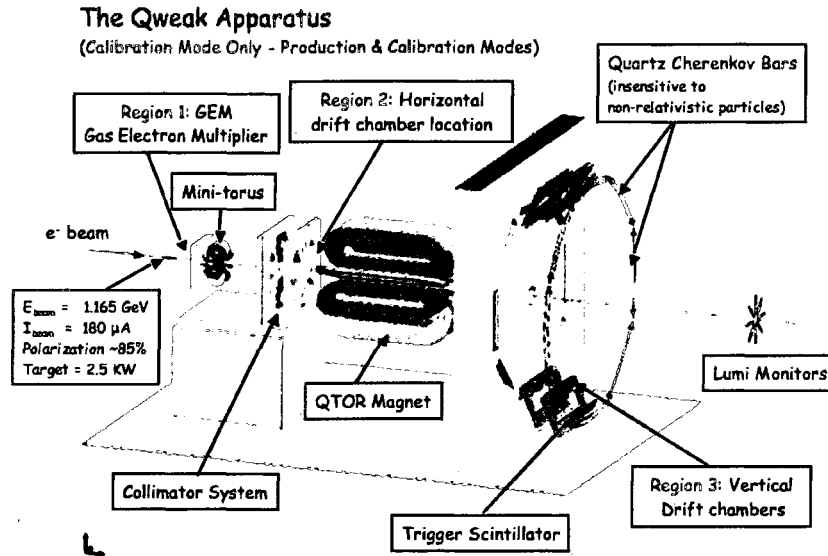 The Qweak Apparatus
(Calibration Mode Only - Production & Calibration Modes)
Quartz Cherenkov Bars
(insensitive to
non-relativistic particles)
Region 1: GEM
Gas Electron Multiplier
Region 2: Horizontal
drift chamber location
Mini-torus
e⁻ beam
E_beam = 1.165 GeV
I_beam = 180 μA
Polarization ~85%
Target = 2.5 KW
Lumi Monitors
QTOR Magnet
Collimator System
Region 3: Vertical
Drift chambers
Trigger Scintillator